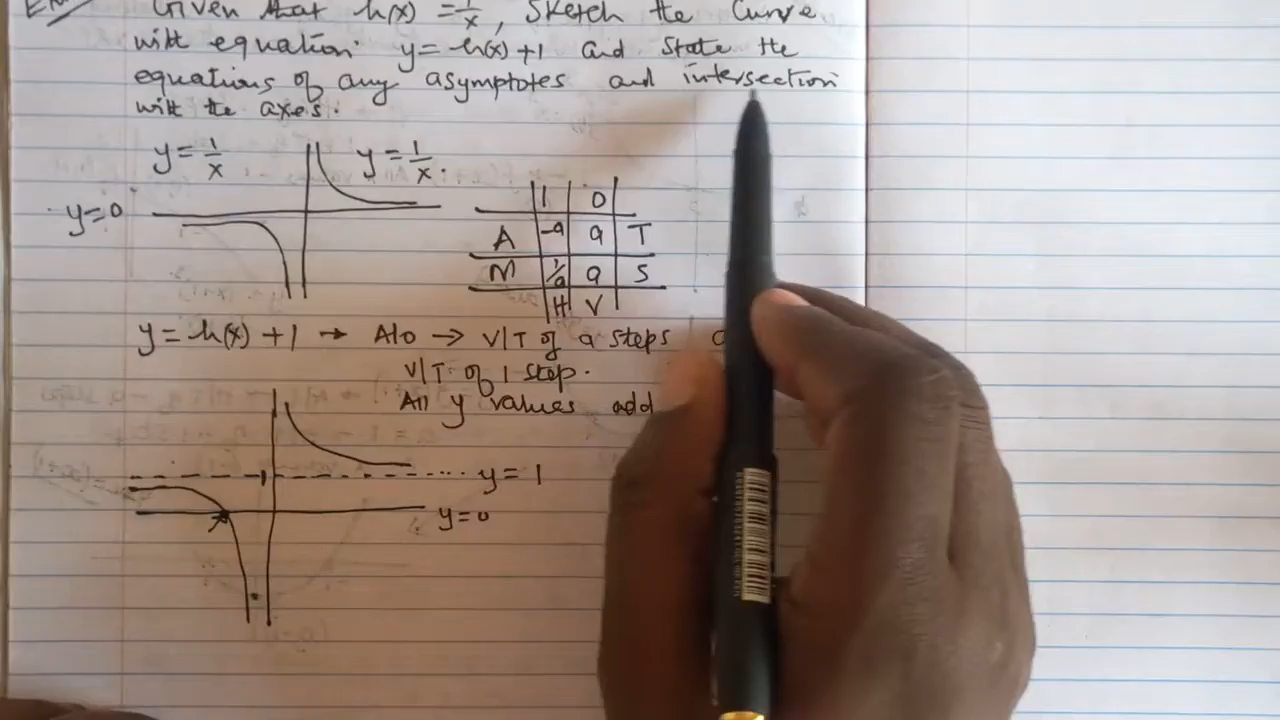 Given that h(x) = 1/x, Sketch the Curve
with equation y = h(x) + 1 and state the
equations of any asymptotes and intersection
with the axes.
y = 1/x y = 1/x.
y = 0
1 0
A -a a T
M 1/a a S
H V
y = h(x) + 1 → A/o → V/T of a steps
V/T of 1 step.
All y values add
y = 1
y = 0